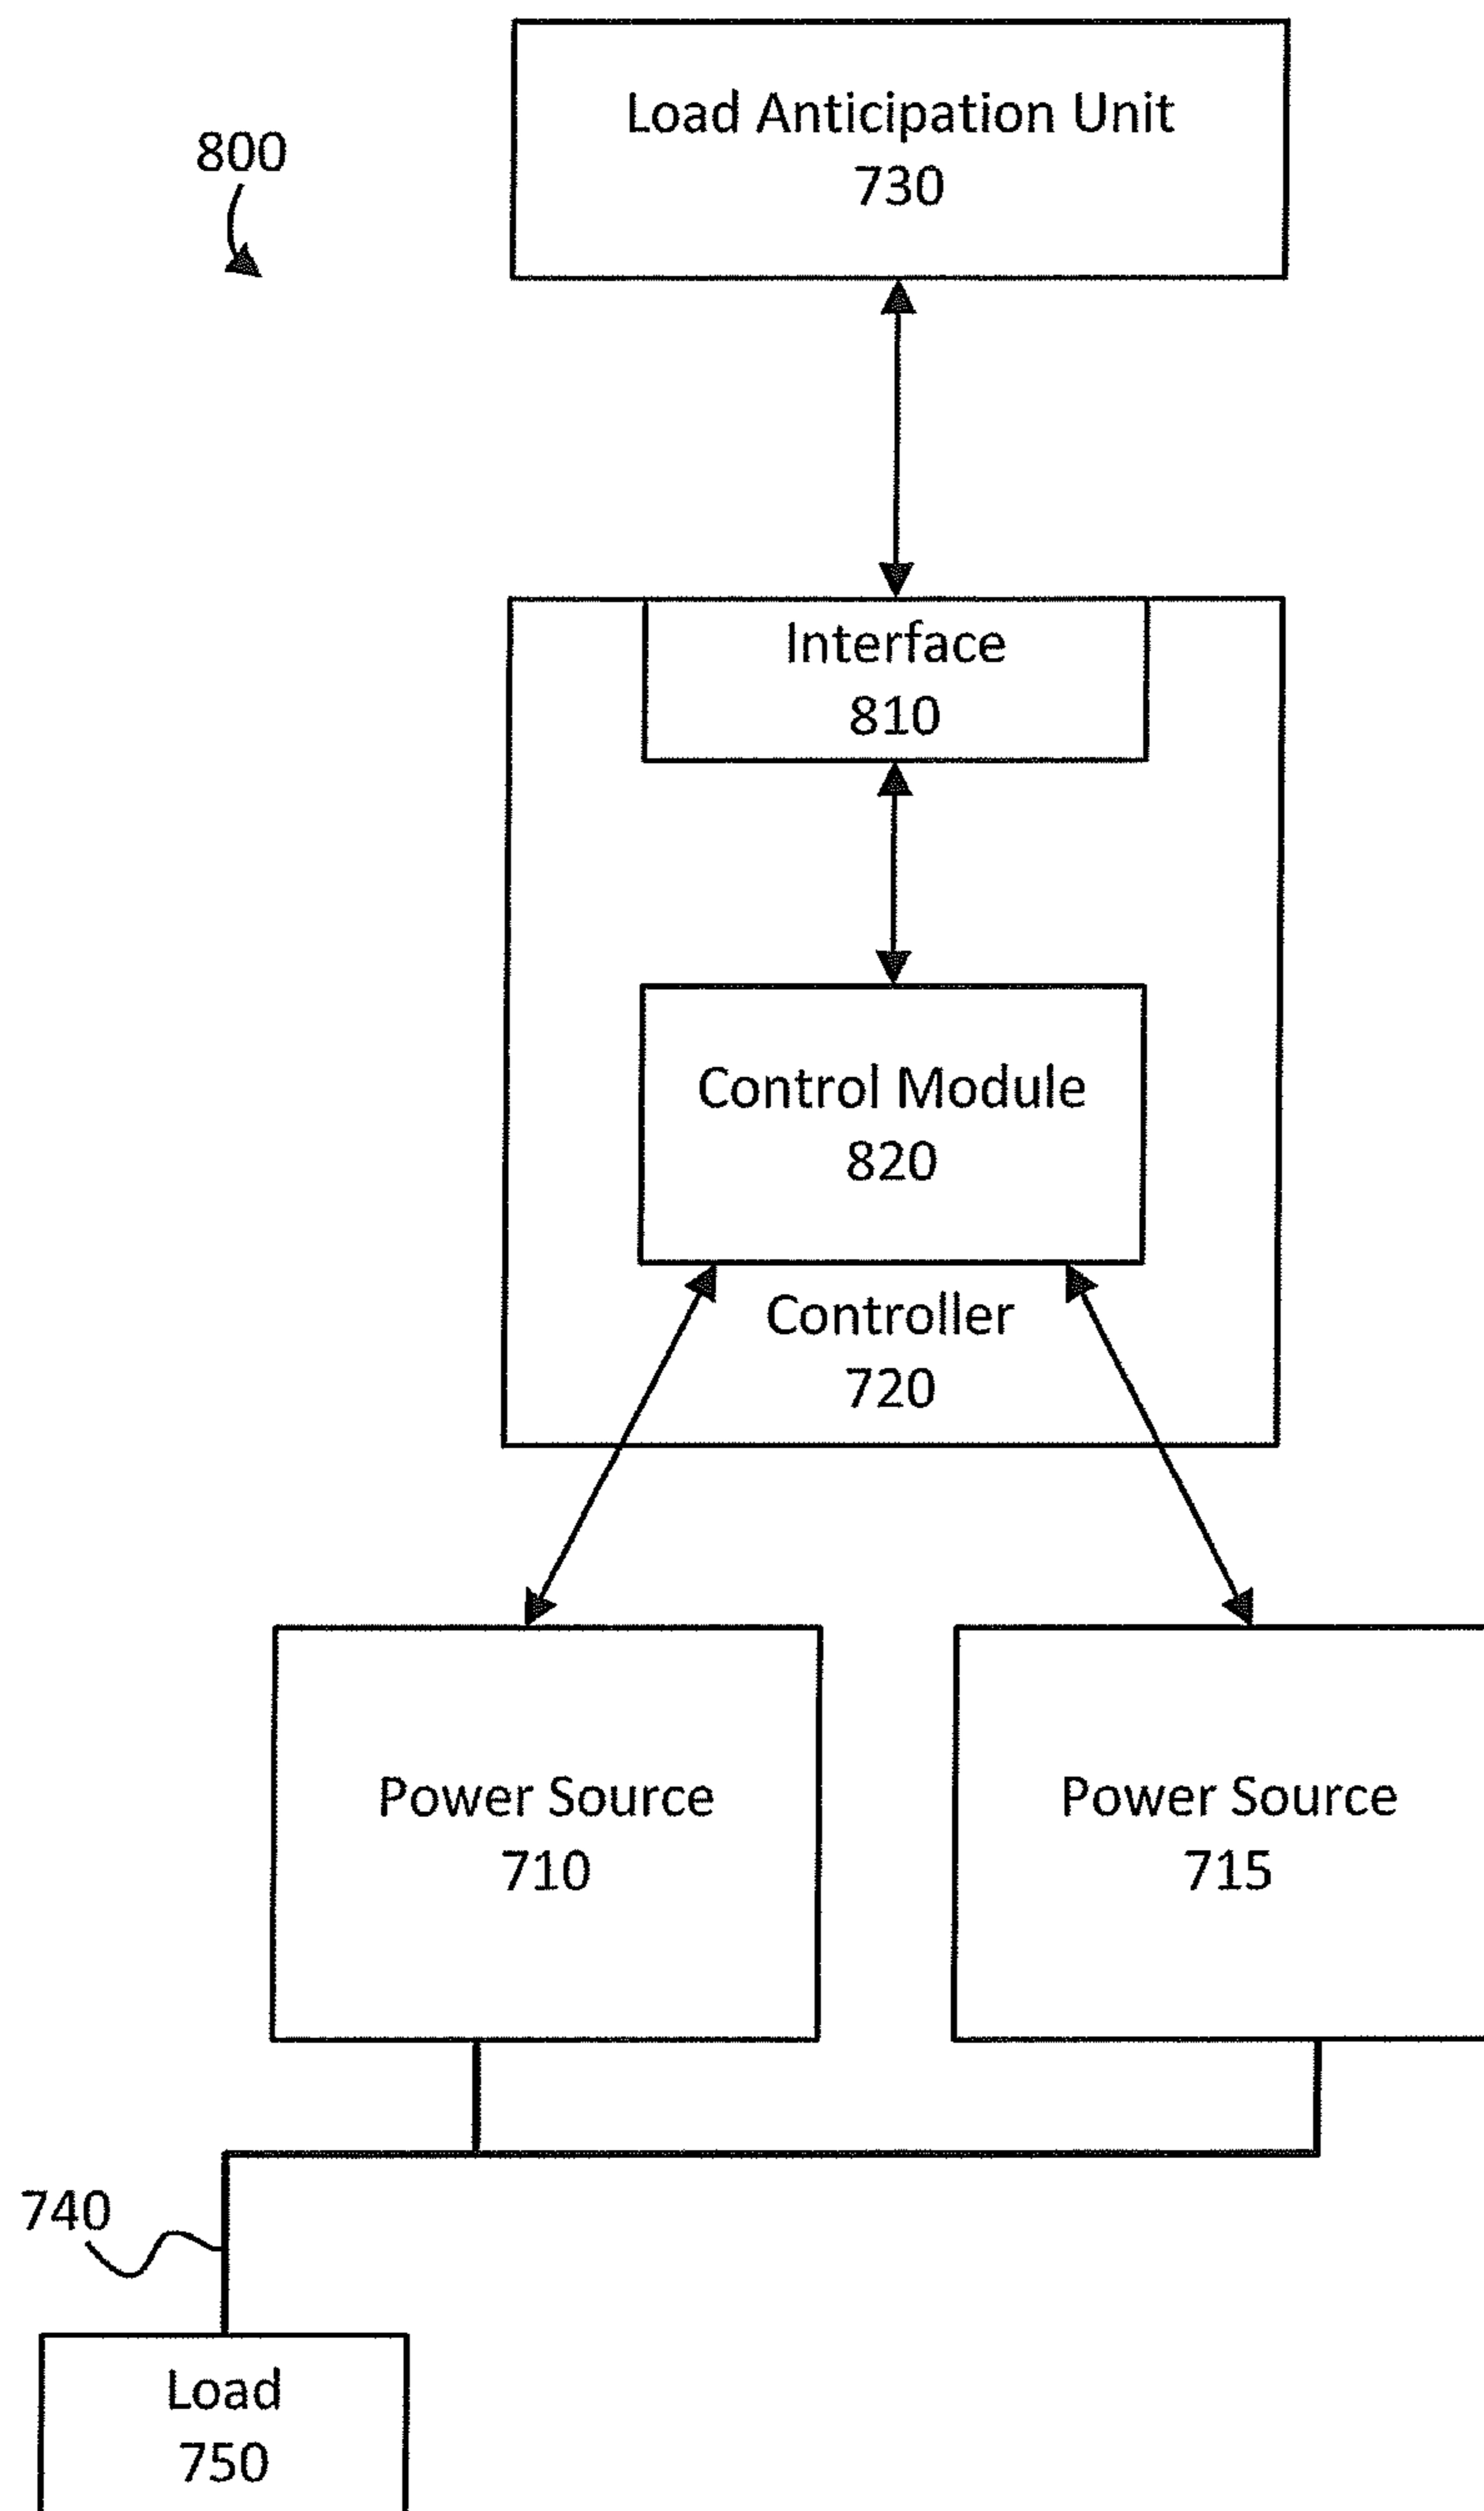 800
Load Anticipation Unit
730
Interface
810
Control Module
820
Controller
720
Power Source
710
Power Source
715
740
Load
750